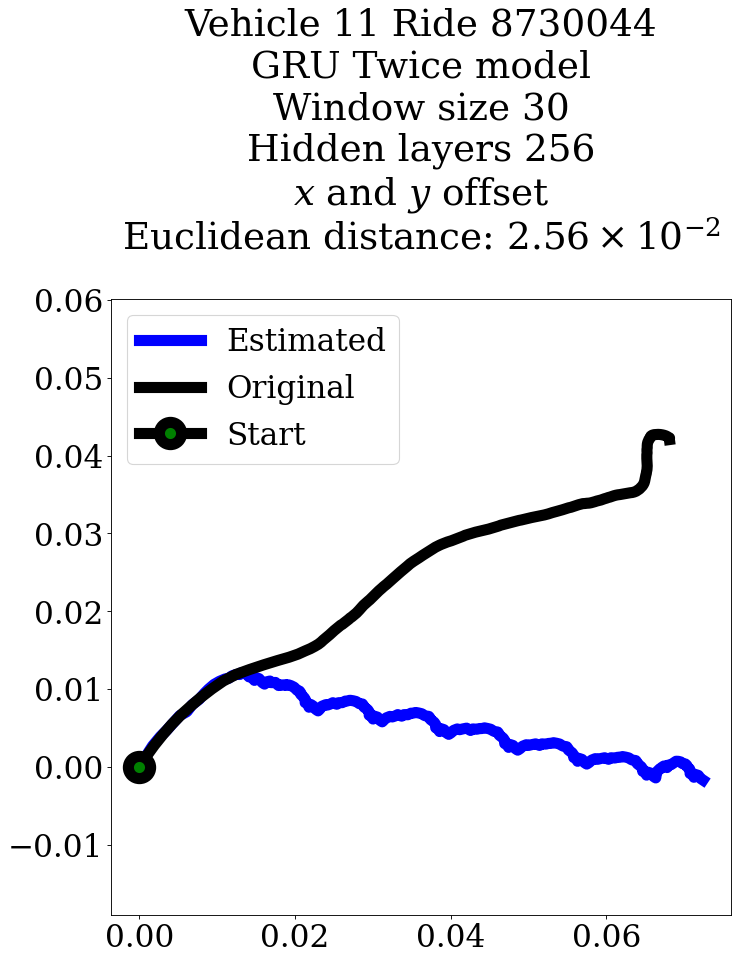 Vehicle 11 Ride 8730044
GRU Twice model
Window size 30
Hidden layers 256
x and y offset
Euclidean distance: 2.56 × 10⁻²
0.06
0.05
0.04
0.03
0.02
0.01
0.00
−0.01
Estimated
Original
Start
0.00 0.02 0.04 0.06